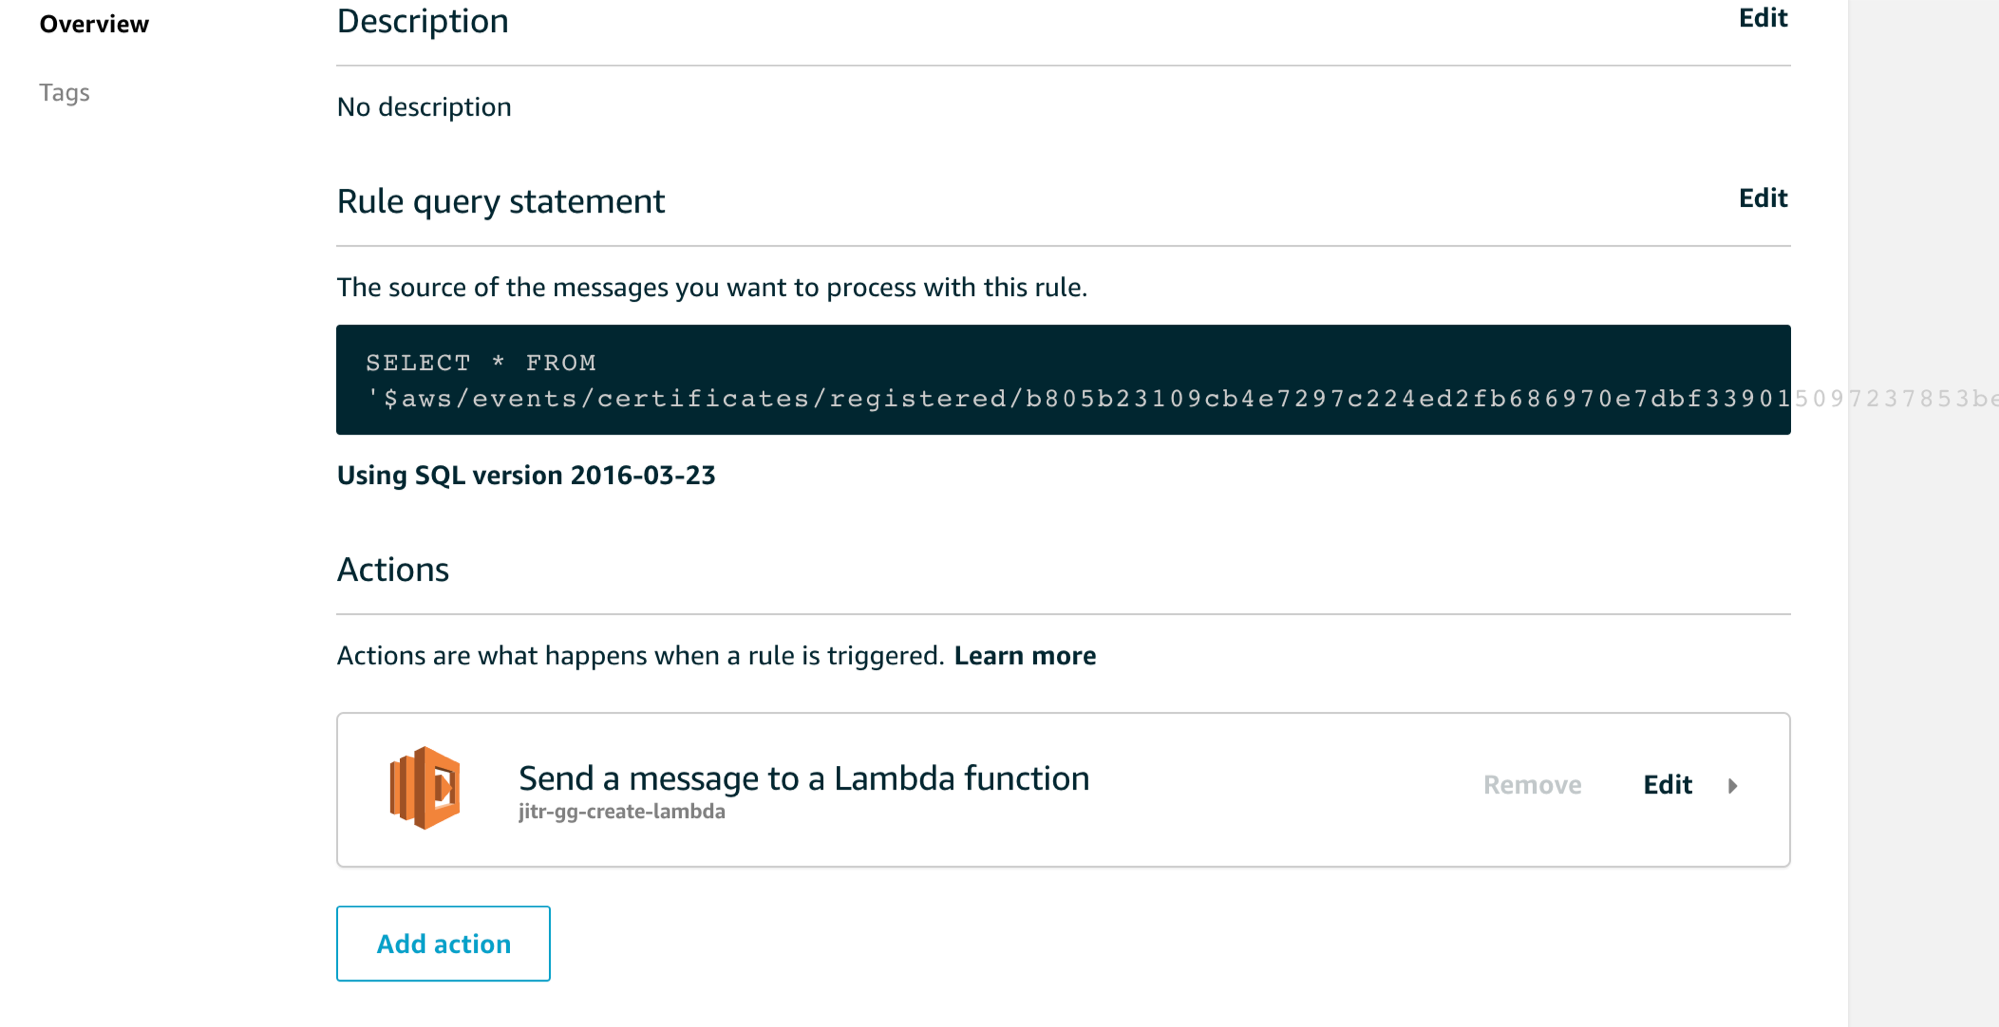 Overview
Tags
Description
Edit
No description
Rule query statement
Edit
The source of the messages you want to process with this rule.
SELECT * FROM
'$aws/events/certificates/registered/b805b23109cb4e7297c224ed2fb686970e7dbf339015097237853be
Using SQL version 2016-03-23
Actions
Actions are what happens when a rule is triggered. Learn more
Send a message to a Lambda function
jitr-gg-create-lambda
Remove
Edit
Add action